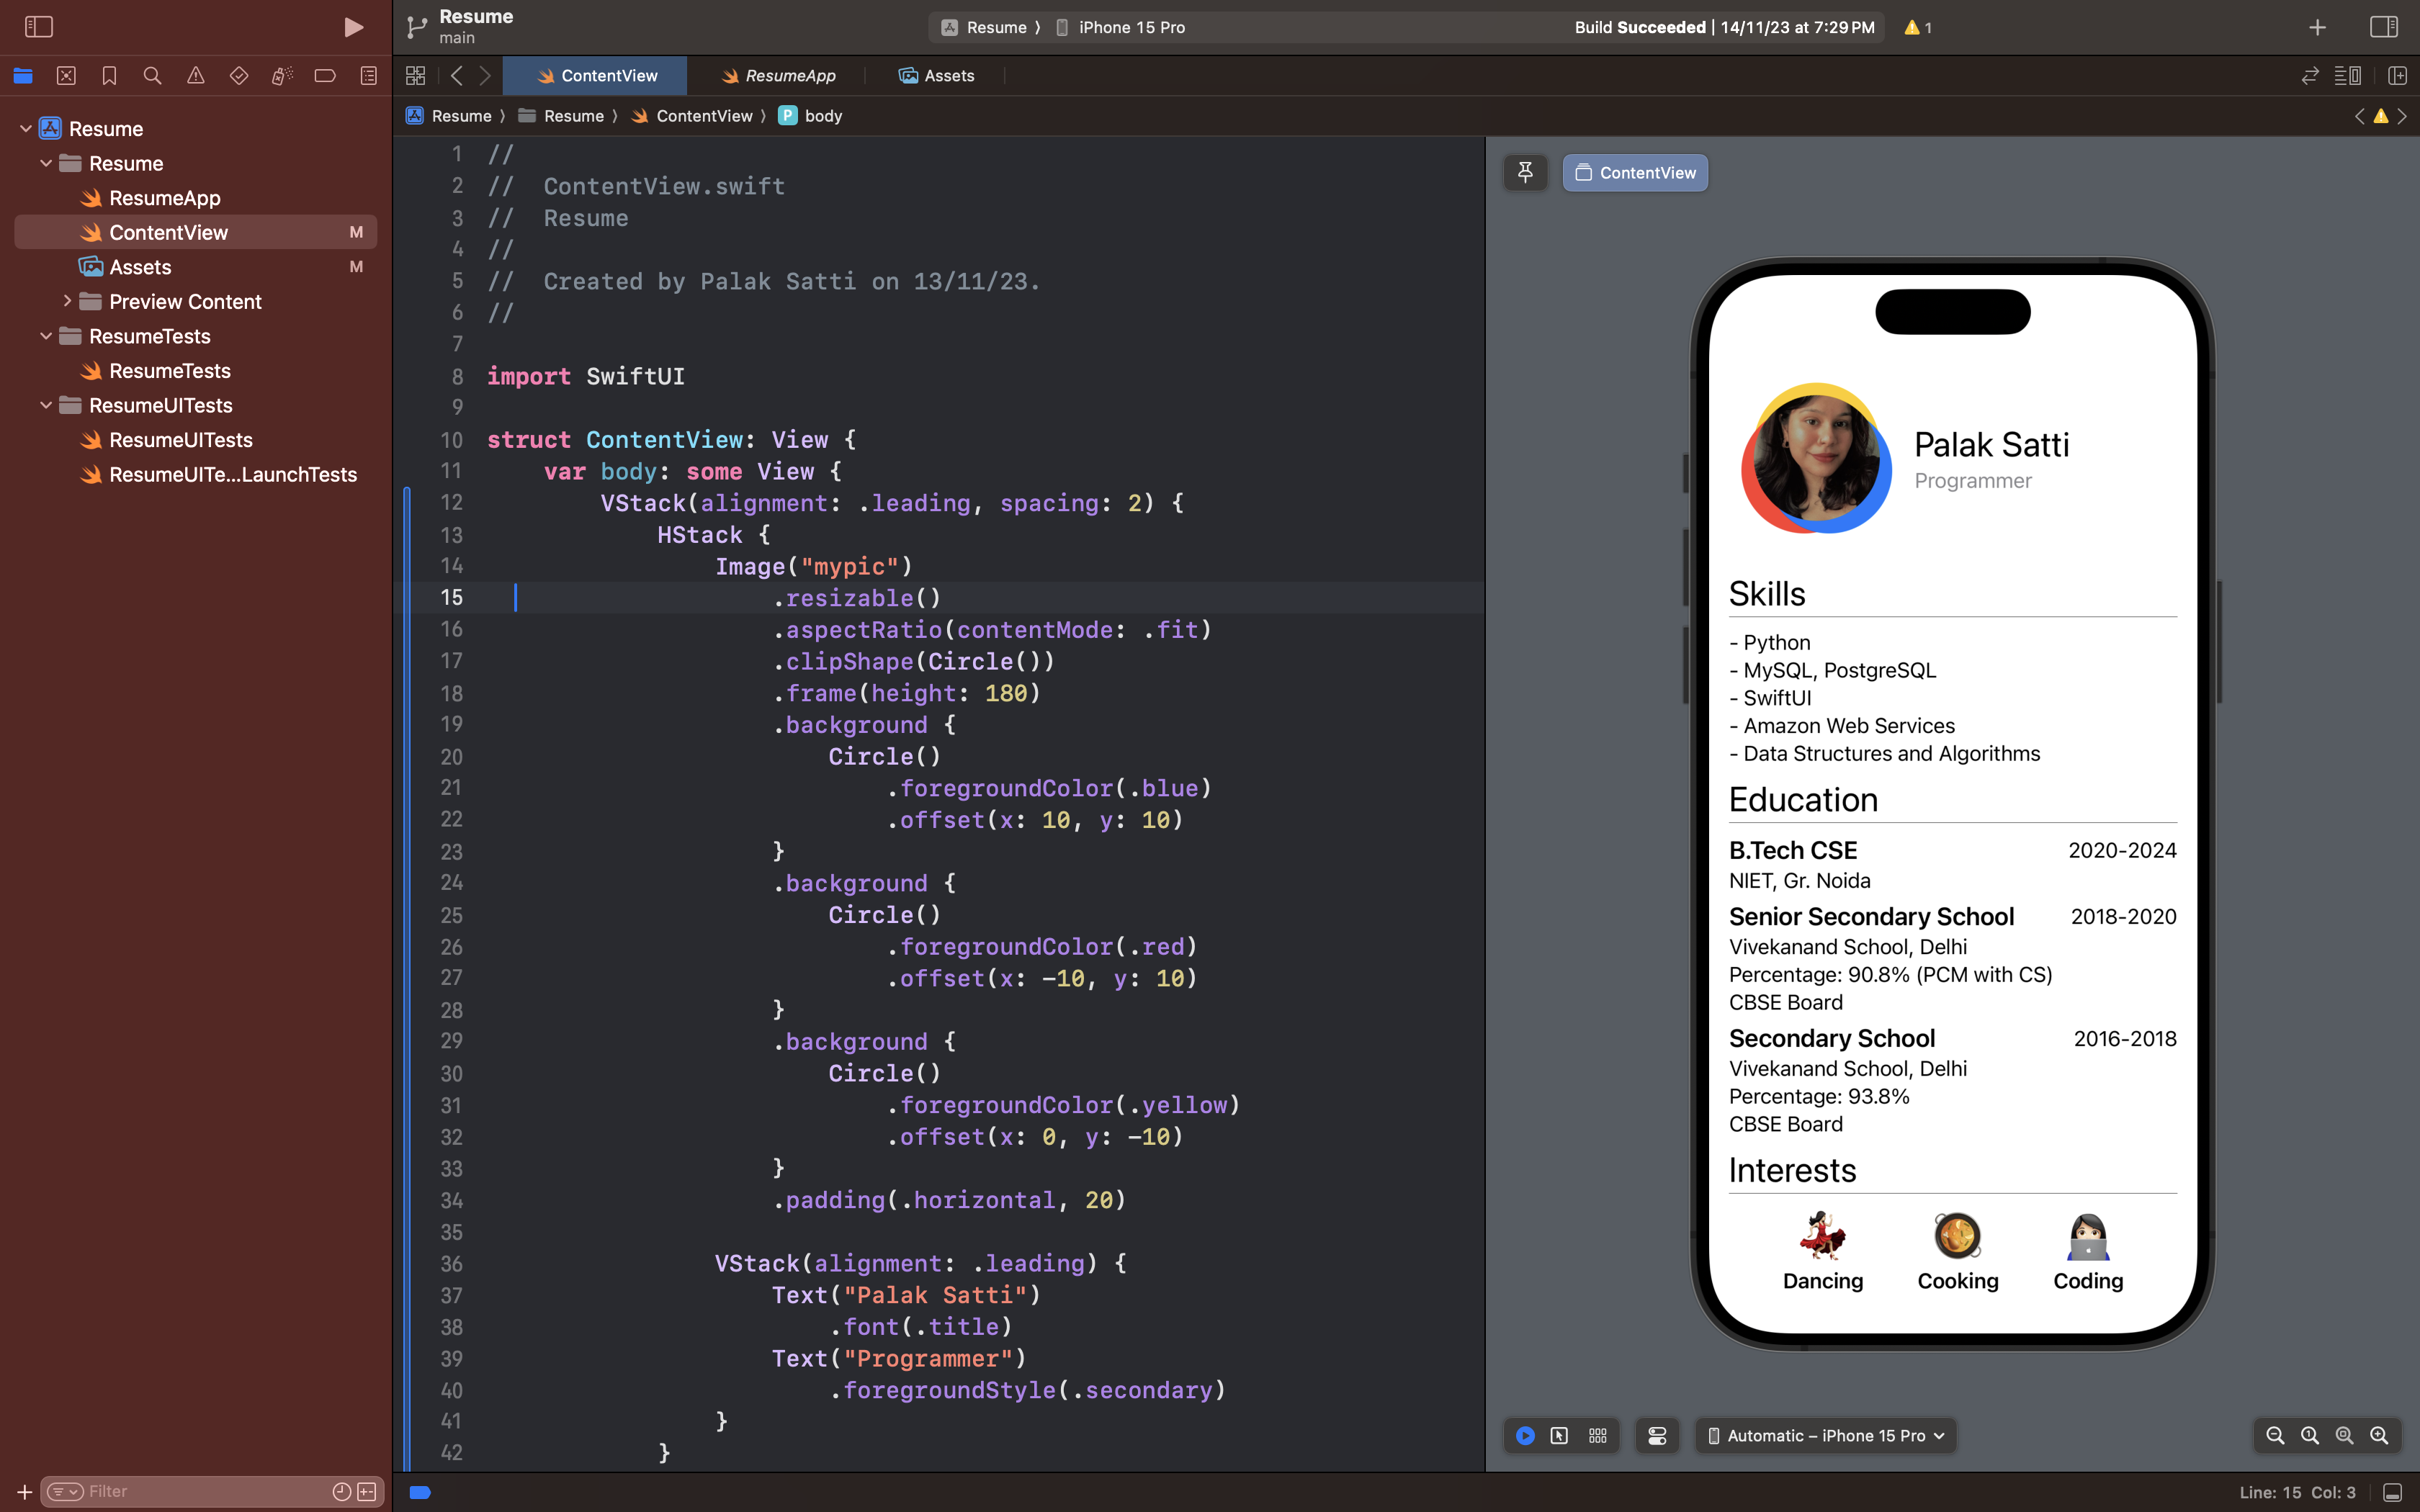 Resume
main
Resume
iPhone 15 Pro
Build Succeeded | 14/11/23 at 7:29 PM
1
ContentView
ResumeApp
Assets
Resume
Resume
ContentView
P
body
Resume
Resume
ResumeApp
ContentView
M
Assets
M
Preview Content
ResumeTests
ResumeTests
ResumeUITests
ResumeUITests
ResumeUITe...LaunchTests
Filter
1 //
2 //  ContentView.swift
3 //  Resume
4 //
5 //  Created by Palak Satti on 13/11/23.
6 //
7
8 import SwiftUI
9
10 struct ContentView: View {
11     var body: some View {
12         VStack(alignment: .leading, spacing: 2) {
13             HStack {
14                 Image("mypic")
15                     .resizable()
16                     .aspectRatio(contentMode: .fit)
17                     .clipShape(Circle())
18                     .frame(height: 180)
19                     .background {
20                         Circle()
21                             .foregroundColor(.blue)
22                             .offset(x: 10, y: 10)
23                     }
24                     .background {
25                         Circle()
26                             .foregroundColor(.red)
27                             .offset(x: -10, y: 10)
28                     }
29                     .background {
30                         Circle()
31                             .foregroundColor(.yellow)
32                             .offset(x: 0, y: -10)
33                     }
34                     .padding(.horizontal, 20)
35
36                 VStack(alignment: .leading) {
37                     Text("Palak Satti")
38                         .font(.title)
39                     Text("Programmer")
40                         .foregroundStyle(.secondary)
41                 }
42             }
ContentView
Palak Satti
Programmer
Skills
- Python
- MySQL, PostgreSQL
- SwiftUI
- Amazon Web Services
- Data Structures and Algorithms
Education
B.Tech CSE 2020-2024
NIET, Gr. Noida
Senior Secondary School 2018-2020
Vivekanand School, Delhi
Percentage: 90.8% (PCM with CS)
CBSE Board
Secondary School 2016-2018
Vivekanand School, Delhi
Percentage: 93.8%
CBSE Board
Interests
Dancing Cooking Coding
Automatic – iPhone 15 Pro
Line: 15 Col: 3